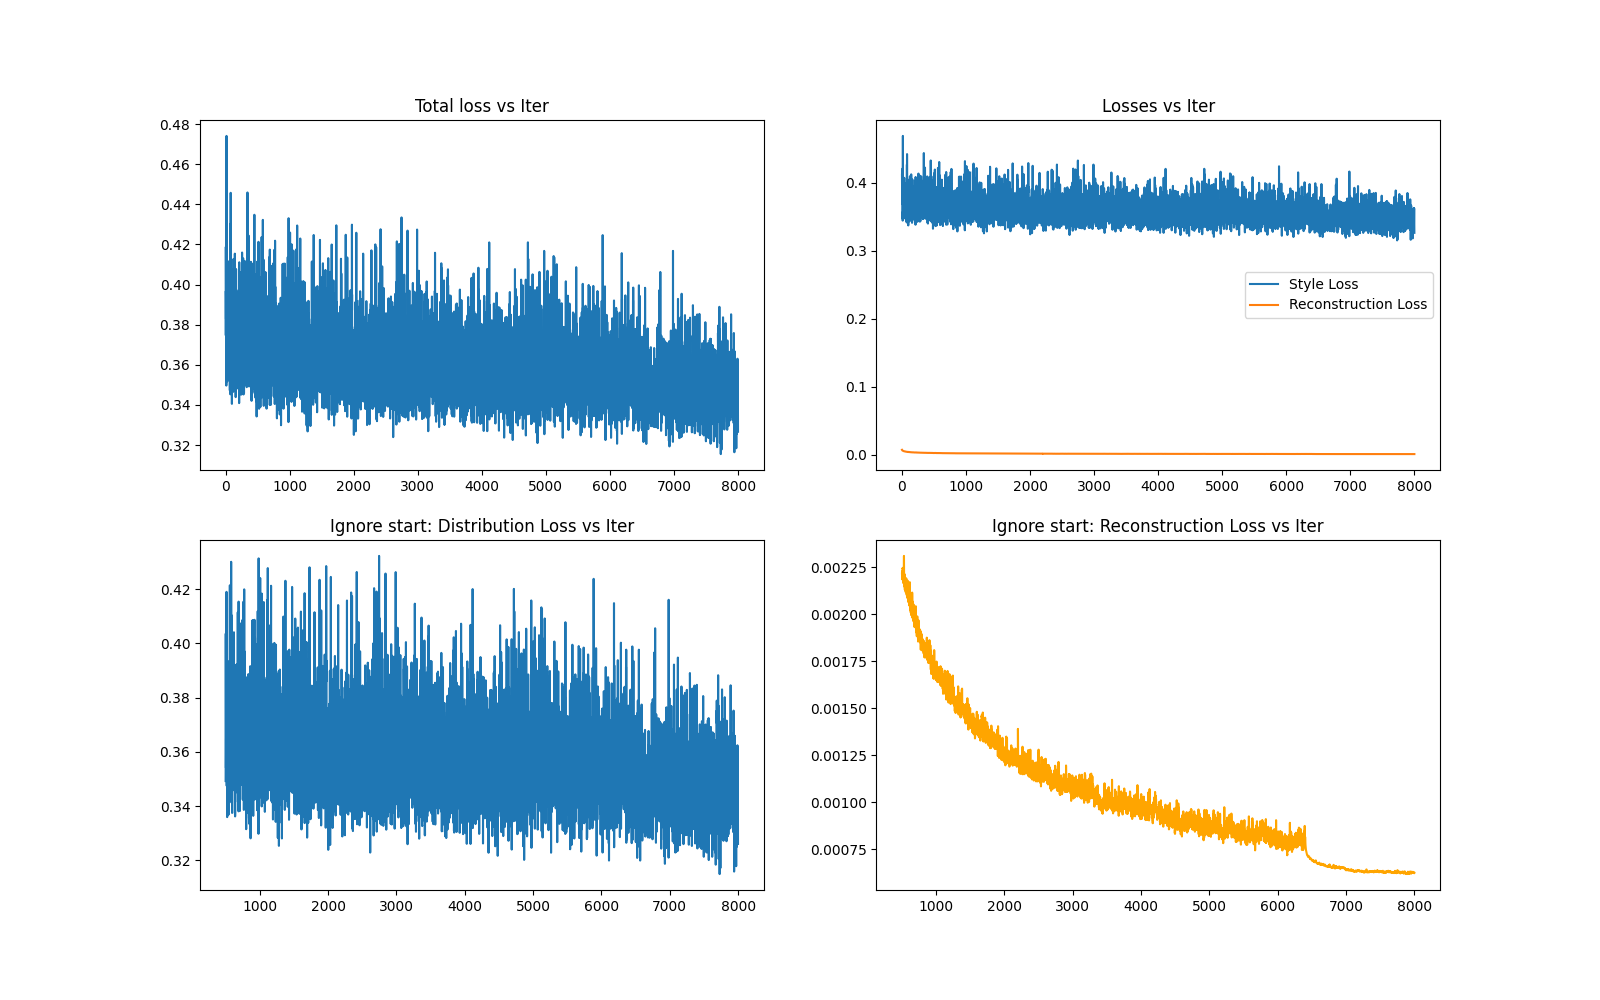 Total loss vs Iter
0.48
0.46
0.44
0.42
0.40
0.38
0.36
0.34
0.32
0 1000 2000 3000 4000 5000 6000 7000 8000
Losses vs Iter
0.4
0.3
0.2
0.1
0.0
Style Loss
Reconstruction Loss
0 1000 2000 3000 4000 5000 6000 7000 8000
Ignore start: Distribution Loss vs Iter
0.42
0.40
0.38
0.36
0.34
0.32
1000 2000 3000 4000 5000 6000 7000 8000
Ignore start: Reconstruction Loss vs Iter
0.00225
0.00200
0.00175
0.00150
0.00125
0.00100
0.00075
1000 2000 3000 4000 5000 6000 7000 8000